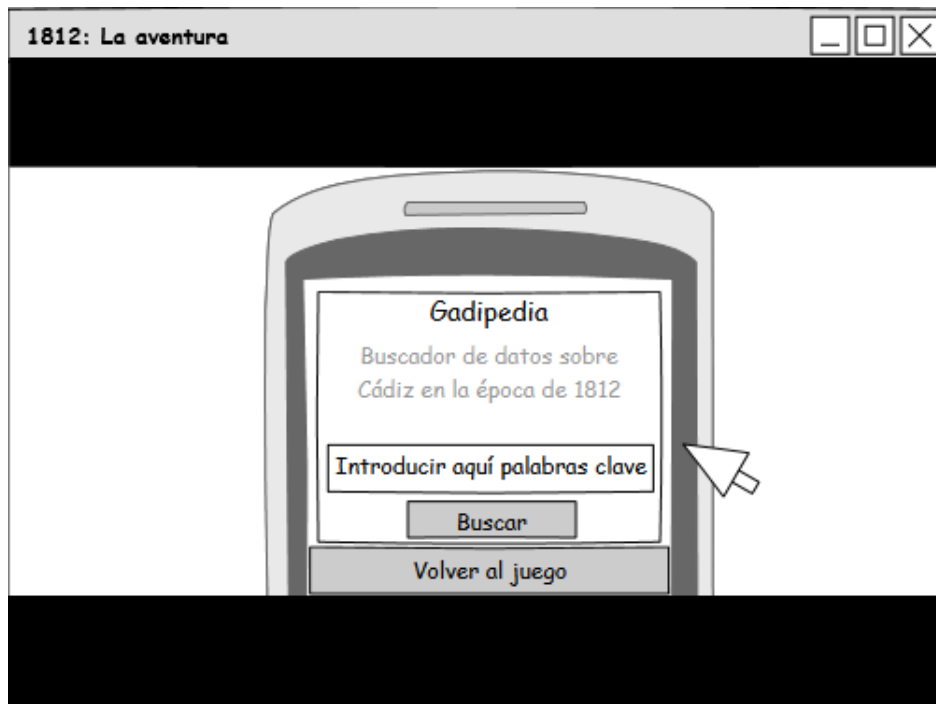 1812: La aventura
Gadipedia
Buscador de datos sobre
Cádiz en la época de 1812
Introducir aquí palabras clave
Buscar
Volver al juego